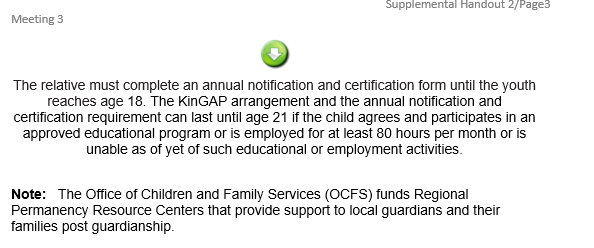 Supplemental Handout 2/Page3
Meeting 3
The relative must complete an annual notification and certification form until the youth
reaches age 18. The KinGAP arrangement and the annual notification and
certification requirement can last until age 21 if the child agrees and participates in an
approved educational program or is employed for at least 80 hours per month or is
unable as of yet of such educational or employment activities.
Note: The Office of Children and Family Services (OCFS) funds Regional
Permanency Resource Centers that provide support to local guardians and their
families post guardianship.